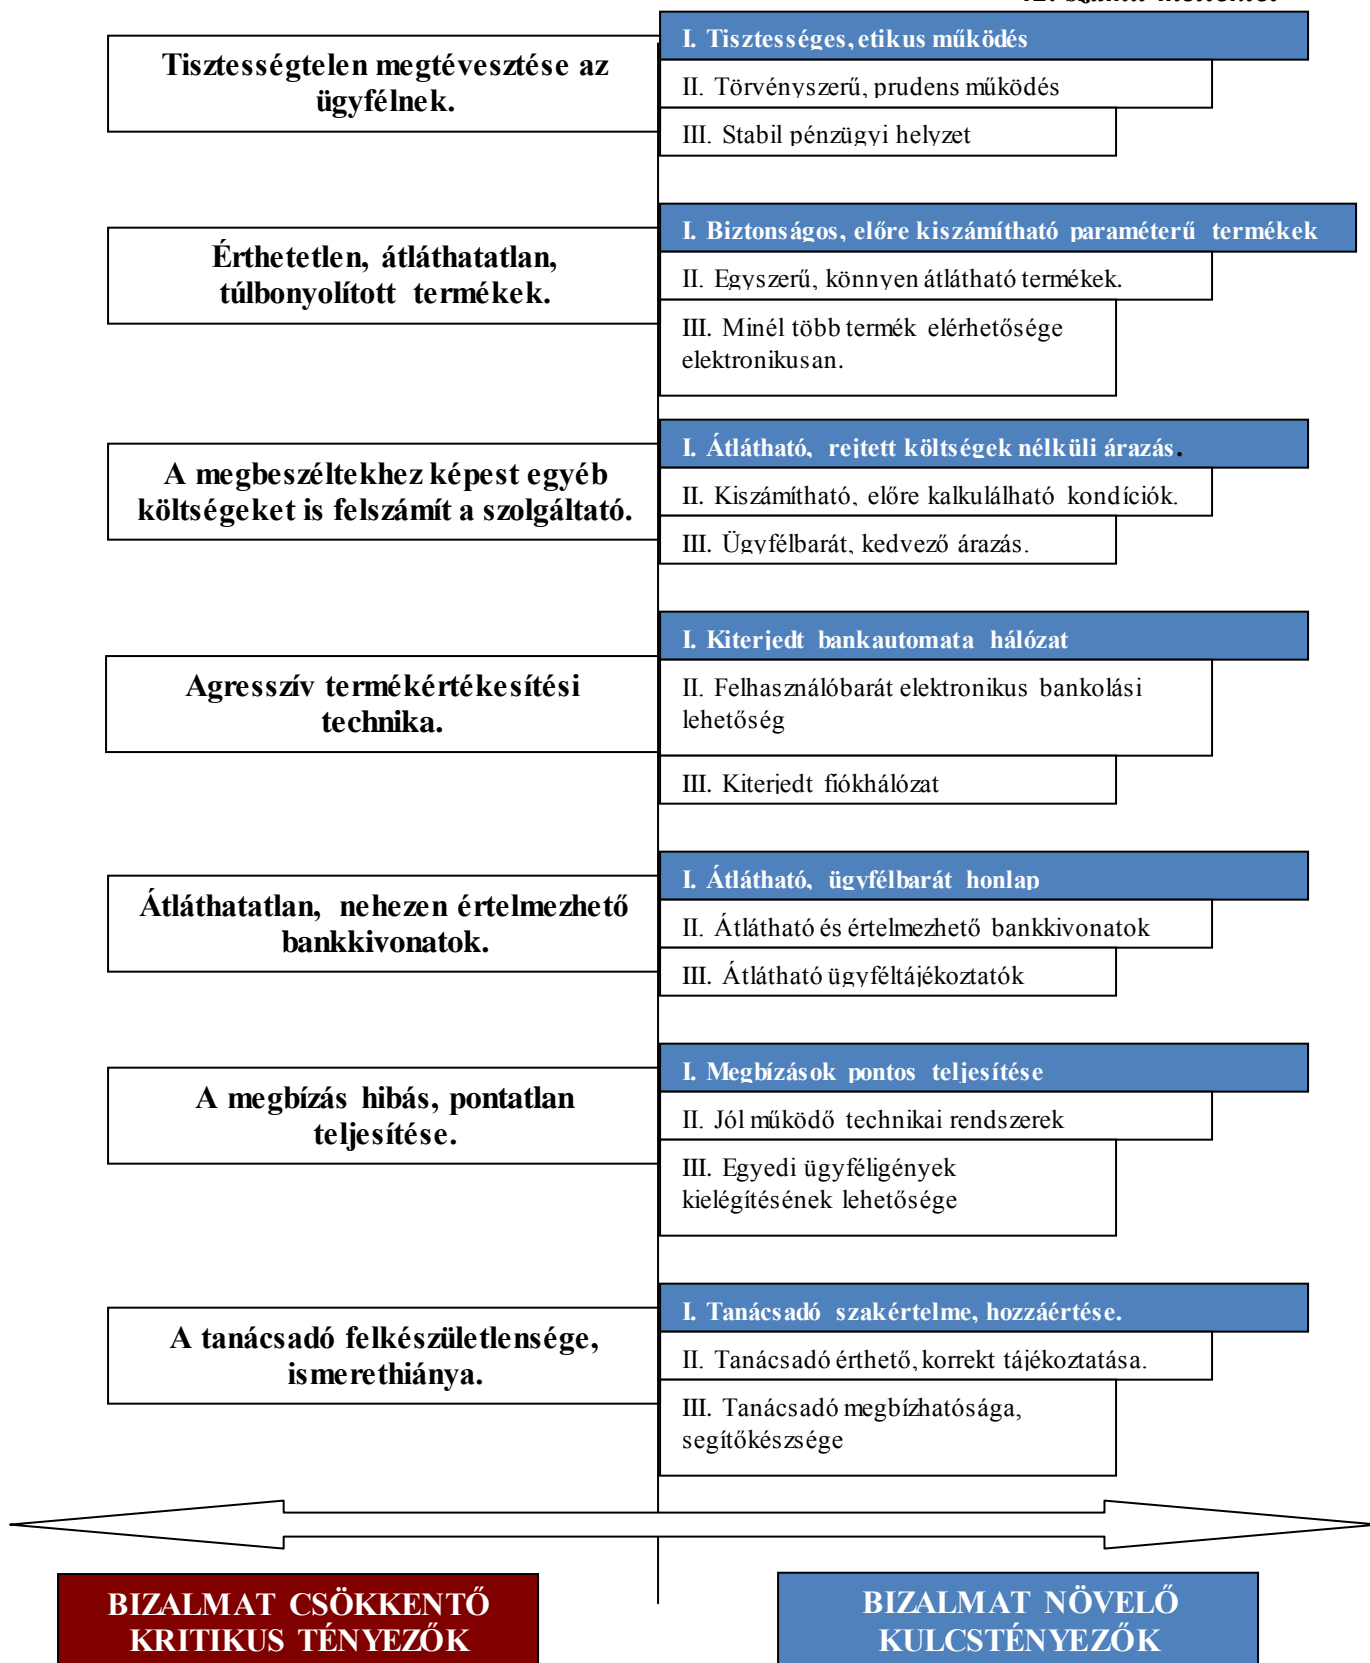 Tisztességtelen megtévesztése az
ügyfélnek.
I. Tisztességes, etikus működés
II. Törvényszerű, prudens működés
III. Stabil pénzügyi helyzet
Érthetetlen, átláthatatlan,
túlbonyolított termékek.
I. Biztonságos, előre kiszámítható paraméterű termékek
II. Egyszerű, könnyen átlátható termékek.
III. Minél több termék elérhetősége
elektronikusan.
A megbeszéltekhez képest egyéb
költségeket is felszámít a szolgáltató.
I. Átlátható, rejtett költségek nélküli árazás.
II. Kiszámítható, előre kalkulálható kondíciók.
III. Ügyfélbarát, kedvező árazás.
Agresszív termékértékesítési
technika.
I. Kiterjedt bankautomata hálózat
II. Felhasználóbarát elektronikus bankolási
lehetőség
III. Kiterjedt fiókhálózat
Átláthatatlan, nehezen értelmezhető
bankkivonatok.
I. Átlátható, ügyfélbarát honlap
II. Átlátható és értelmezhető bankkivonatok
III. Átlátható ügyféltájékoztatók
A megbízás hibás, pontatlan
teljesítése.
I. Megbízások pontos teljesítése
II. Jól működő technikai rendszerek
III. Egyedi ügyféligények
kielégítésének lehetősége
A tanácsadó felkészületlensége,
ismerethiánya.
I. Tanácsadó szakértelme, hozzáértése.
II. Tanácsadó érthető, korrekt tájékoztatása.
III. Tanácsadó megbízhatósága,
segítőkészsége
BIZALMAT CSÖKKENTŐ
KRITIKUS TÉNYEZŐK
BIZALMAT NÖVELŐ
KULCSTÉNYEZŐK